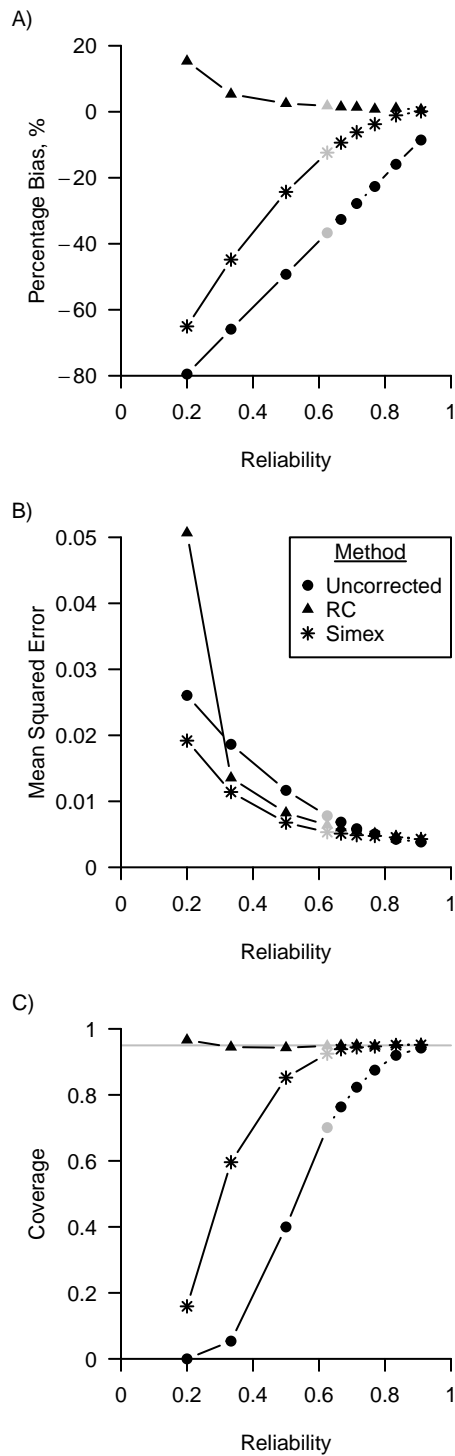 A)
Percentage Bias, %
20
0
−20
−40
−60
−80
0
0.2
0.4
0.6
0.8
1
Reliability
B)
Mean Squared Error
0.05
0.04
0.03
0.02
0.01
0
Method
Uncorrected
RC
Simex
0
0.2
0.4
0.6
0.8
1
Reliability
C)
Coverage
1
0.8
0.6
0.4
0.2
0
0
0.2
0.4
0.6
0.8
1
Reliability